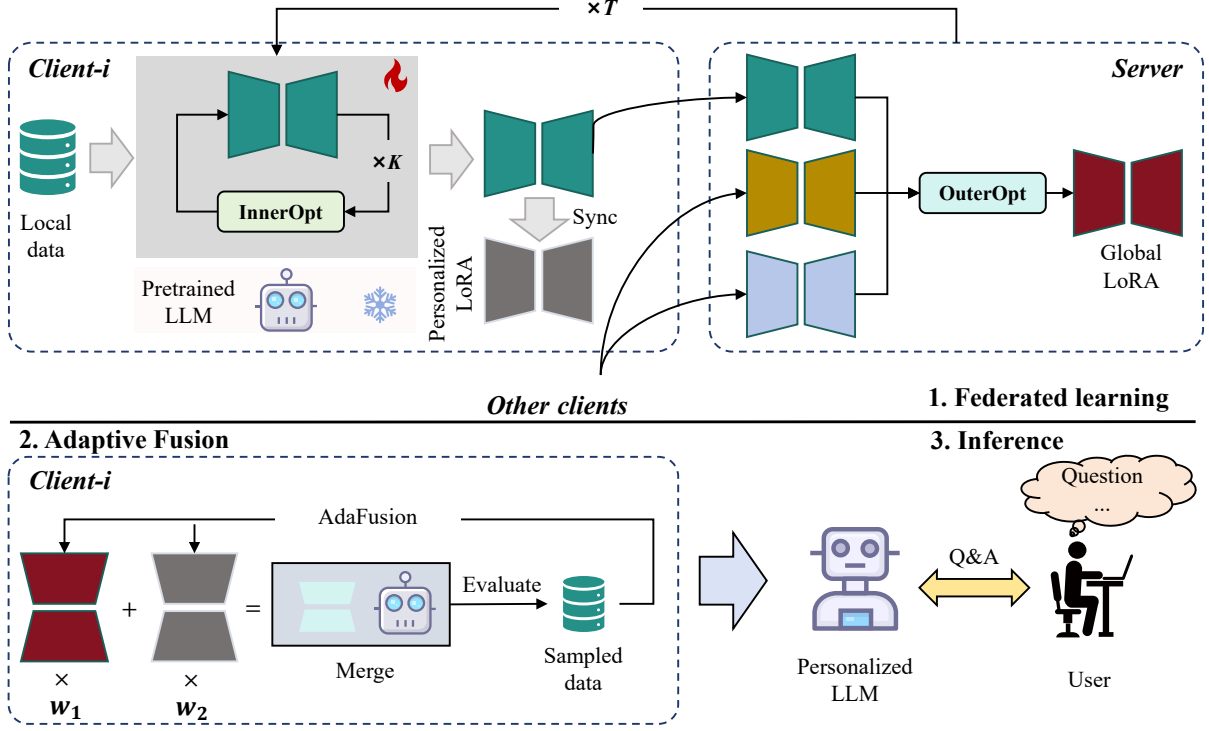 ×T
Client-i
Server
×K
InnerOpt
OuterOpt
Local
data
Sync
Personalized
LoRA
Global
LoRA
Pretrained
LLM
Other clients
1. Federated learning
2. Adaptive Fusion
3. Inference
Client-i
Question
...
AdaFusion
Q&A
+
=
Evaluate
Merge
Sampled
data
Personalized
LLM
User
×
×
w₁
w₂